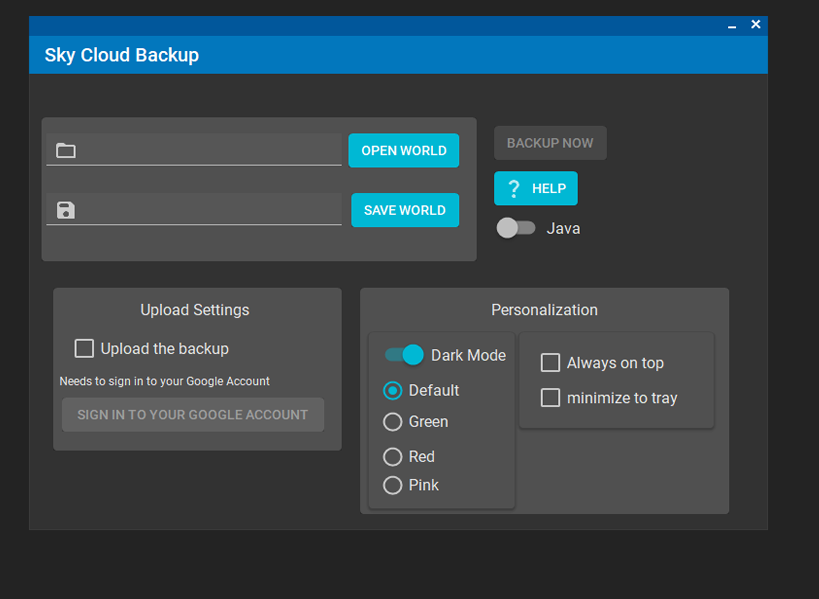 Sky Cloud Backup
OPEN WORLD
BACKUP NOW
? HELP
SAVE WORLD
Java
Upload Settings
Upload the backup
Needs to sign in to your Google Account
SIGN IN TO YOUR GOOGLE ACCOUNT
Personalization
Dark Mode
Default
Green
Red
Pink
Always on top
minimize to tray